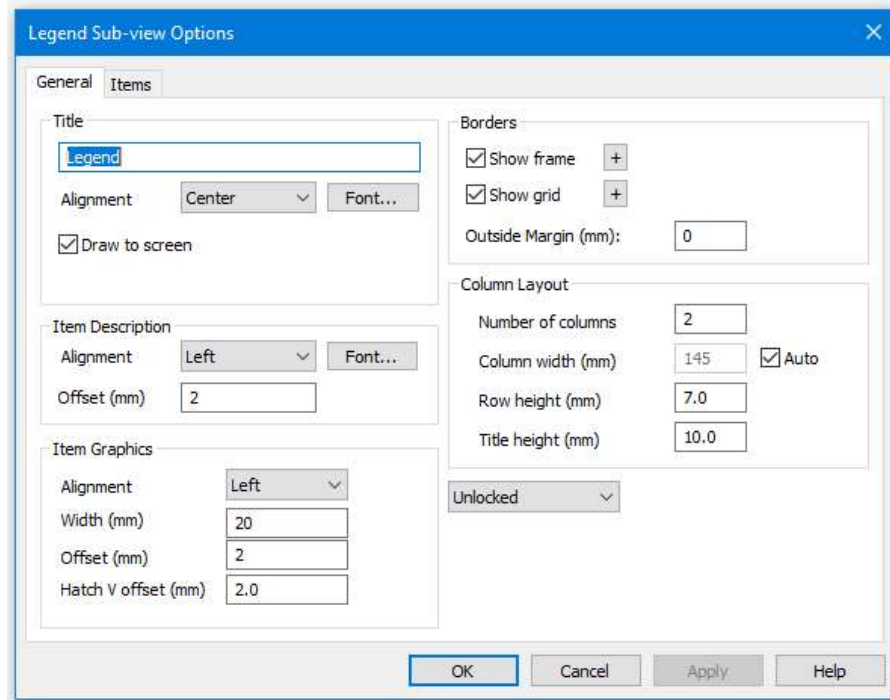 Legend Sub-view Options
General Items
Title
Legend
Alignment Center Font...
Draw to screen
Item Description
Alignment Left Font...
Offset (mm) 2
Item Graphics
Alignment Left
Width (mm) 20
Offset (mm) 2
Hatch V offset (mm) 2.0
Borders
Show frame +
Show grid +
Outside Margin (mm): 0
Column Layout
Number of columns 2
Column width (mm) 145 Auto
Row height (mm) 7.0
Title height (mm) 10.0
Unlocked
OK Cancel Apply Help